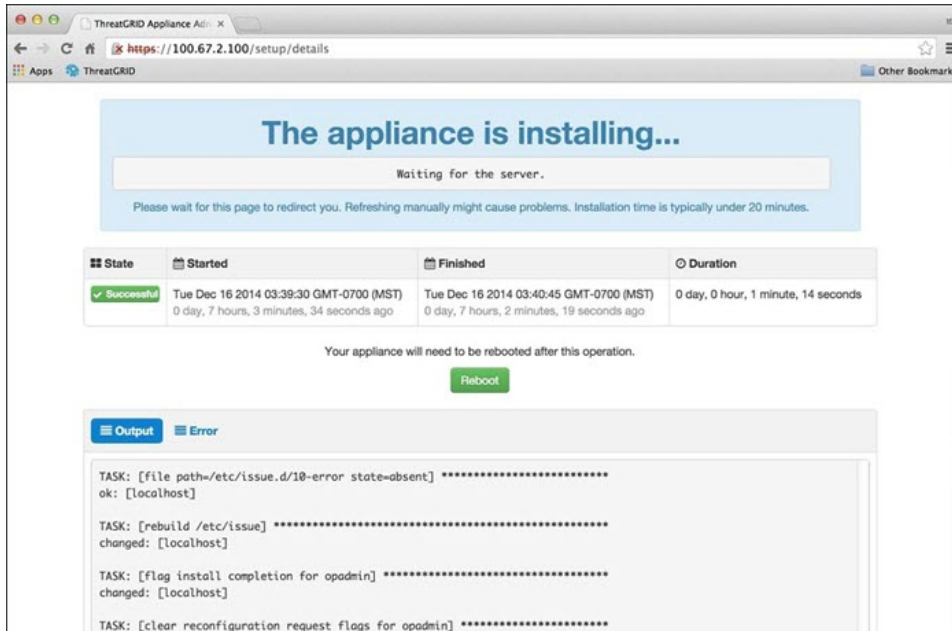 ThreatGRID Appliance Adn
https://100.67.2.100/setup/details
Apps ThreatGRID Other Bookmark
The appliance is installing...
Waiting for the server.
Please wait for this page to redirect you. Refreshing manually might cause problems. Installation time is typically under 20 minutes.
State Started Finished Duration
Successful Tue Dec 16 2014 03:39:30 GMT-0700 (MST) Tue Dec 16 2014 03:40:45 GMT-0700 (MST) 0 day, 0 hour, 1 minute, 14 seconds
0 day, 7 hours, 3 minutes, 34 seconds ago 0 day, 7 hours, 2 minutes, 19 seconds ago
Your appliance will need to be rebooted after this operation.
Reboot
Output Error
TASK: [file path=/etc/issue.d/10-error state=absent] ***************************
ok: [localhost]
TASK: [rebuild /etc/issue] *****************************************************
changed: [localhost]
TASK: [flag install completion for opadmin] ************************************
changed: [localhost]
TASK: [clear reconfiguration request flags for opadmin] ************************